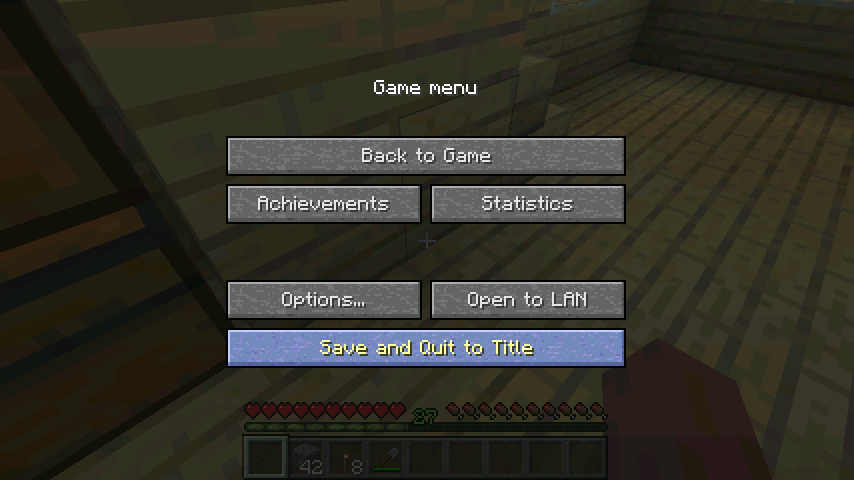 Game menu
Back to Game
Achievements Statistics
Options... Open to LAN
Save and Quit to Title
27
42 8